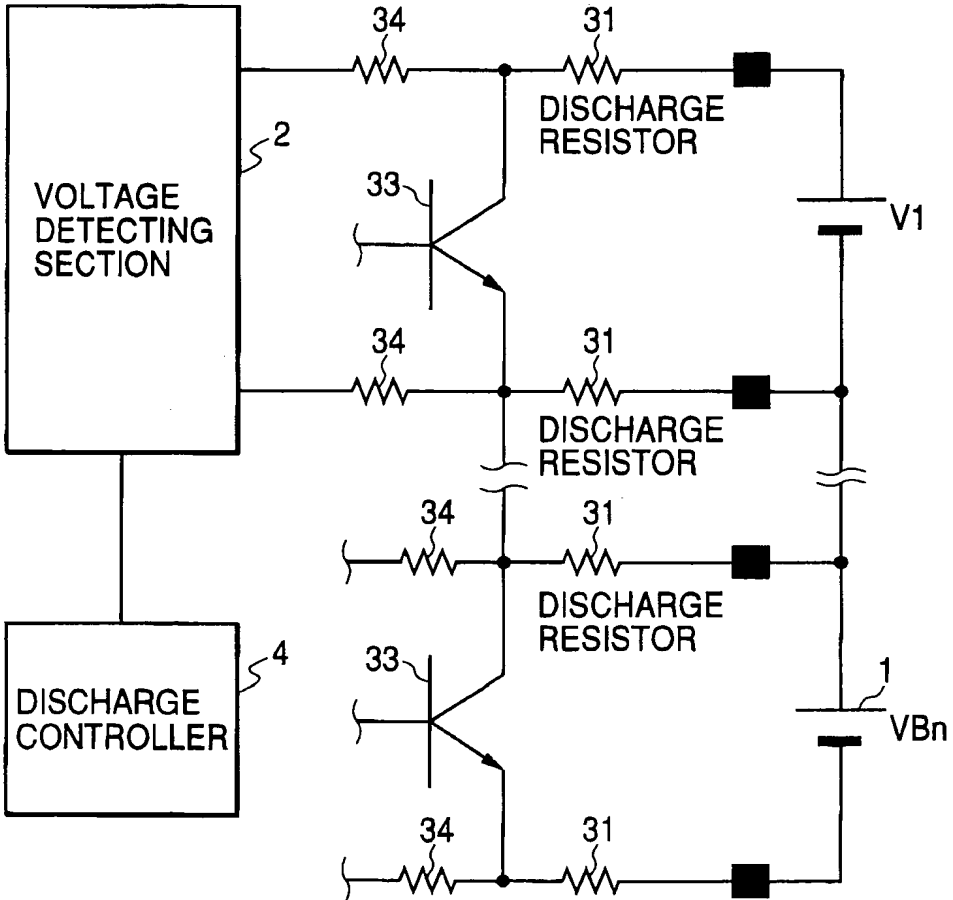 34
31
DISCHARGE
RESISTOR
2
VOLTAGE
DETECTING
SECTION
33
V1
34
31
DISCHARGE
RESISTOR
34
31
DISCHARGE
RESISTOR
4
DISCHARGE
CONTROLLER
33
1
VBn
34
31